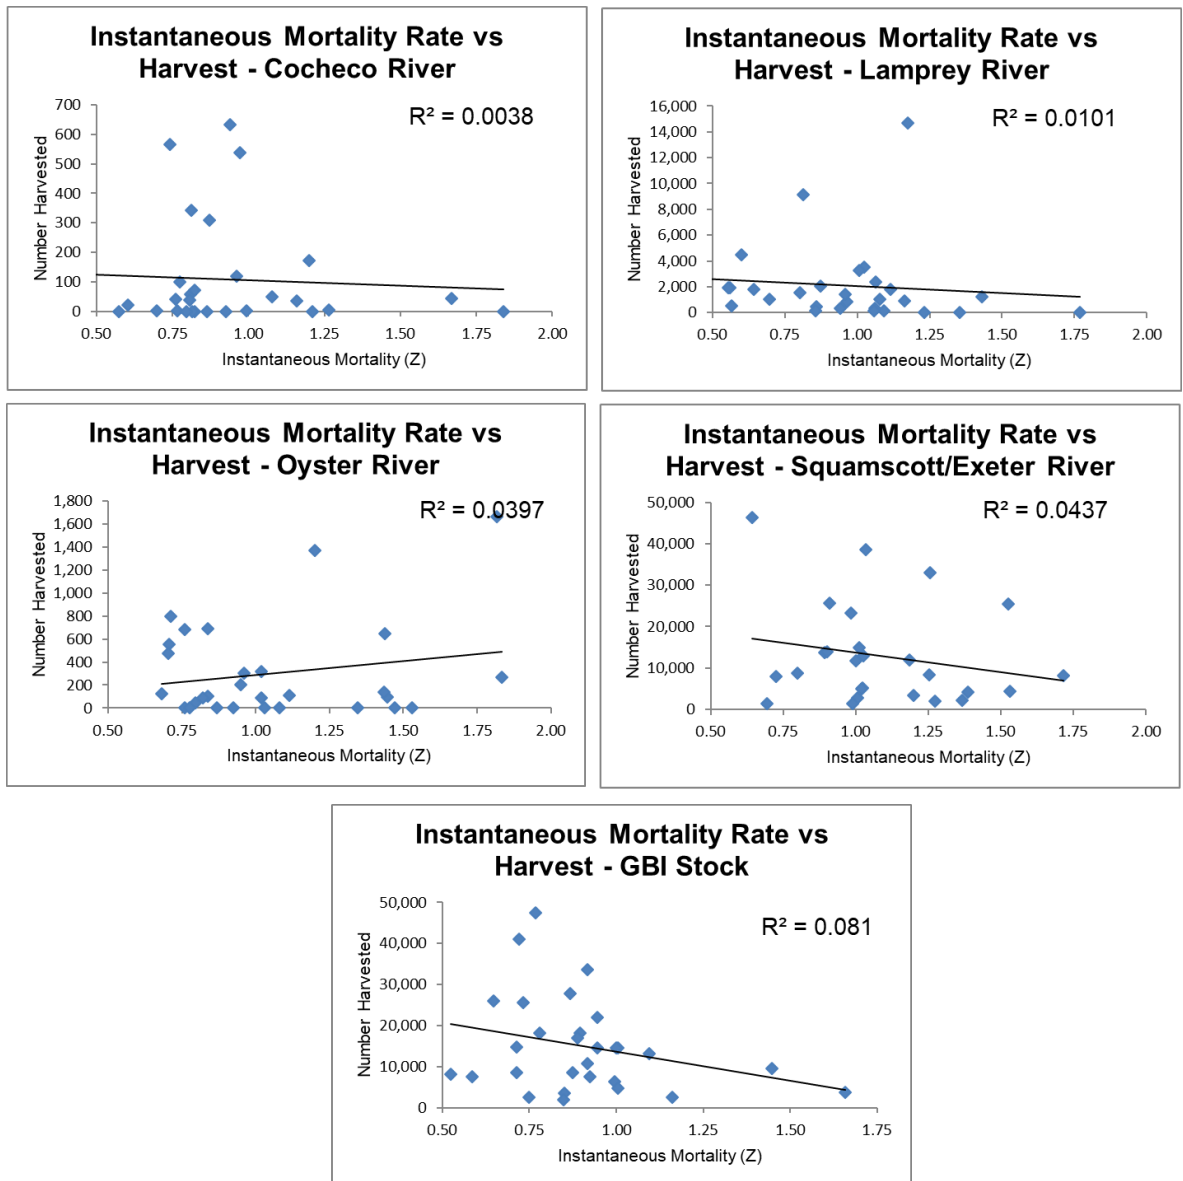 Instantaneous Mortality Rate vs
Harvest - Cocheco River
R² = 0.0038
700
600
500
400
300
200
100
0
Number Harvested
0.50 0.75 1.00 1.25 1.50 1.75 2.00
Instantaneous Mortality (Z)
Instantaneous Mortality Rate vs
Harvest - Lamprey River
R² = 0.0101
16,000
14,000
12,000
10,000
8,000
6,000
4,000
2,000
0
Number Harvested
0.50 0.75 1.00 1.25 1.50 1.75 2.00
Instantaneous Mortality (Z)
Instantaneous Mortality Rate vs
Harvest - Oyster River
R² = 0.0397
1,800
1,600
1,400
1,200
1,000
800
600
400
200
0
Number Harvested
0.50 0.75 1.00 1.25 1.50 1.75 2.00
Instantaneous Mortality (Z)
Instantaneous Mortality Rate vs
Harvest - Squamscott/Exeter River
R² = 0.0437
50,000
40,000
30,000
20,000
10,000
0
Number Harvested
0.50 0.75 1.00 1.25 1.50 1.75 2.00
Instantaneous Mortality (Z)
Instantaneous Mortality Rate vs
Harvest - GBI Stock
R² = 0.081
50,000
40,000
30,000
20,000
10,000
0
Number Harvested
0.50 0.75 1.00 1.25 1.50 1.75
Instantaneous Mortality (Z)